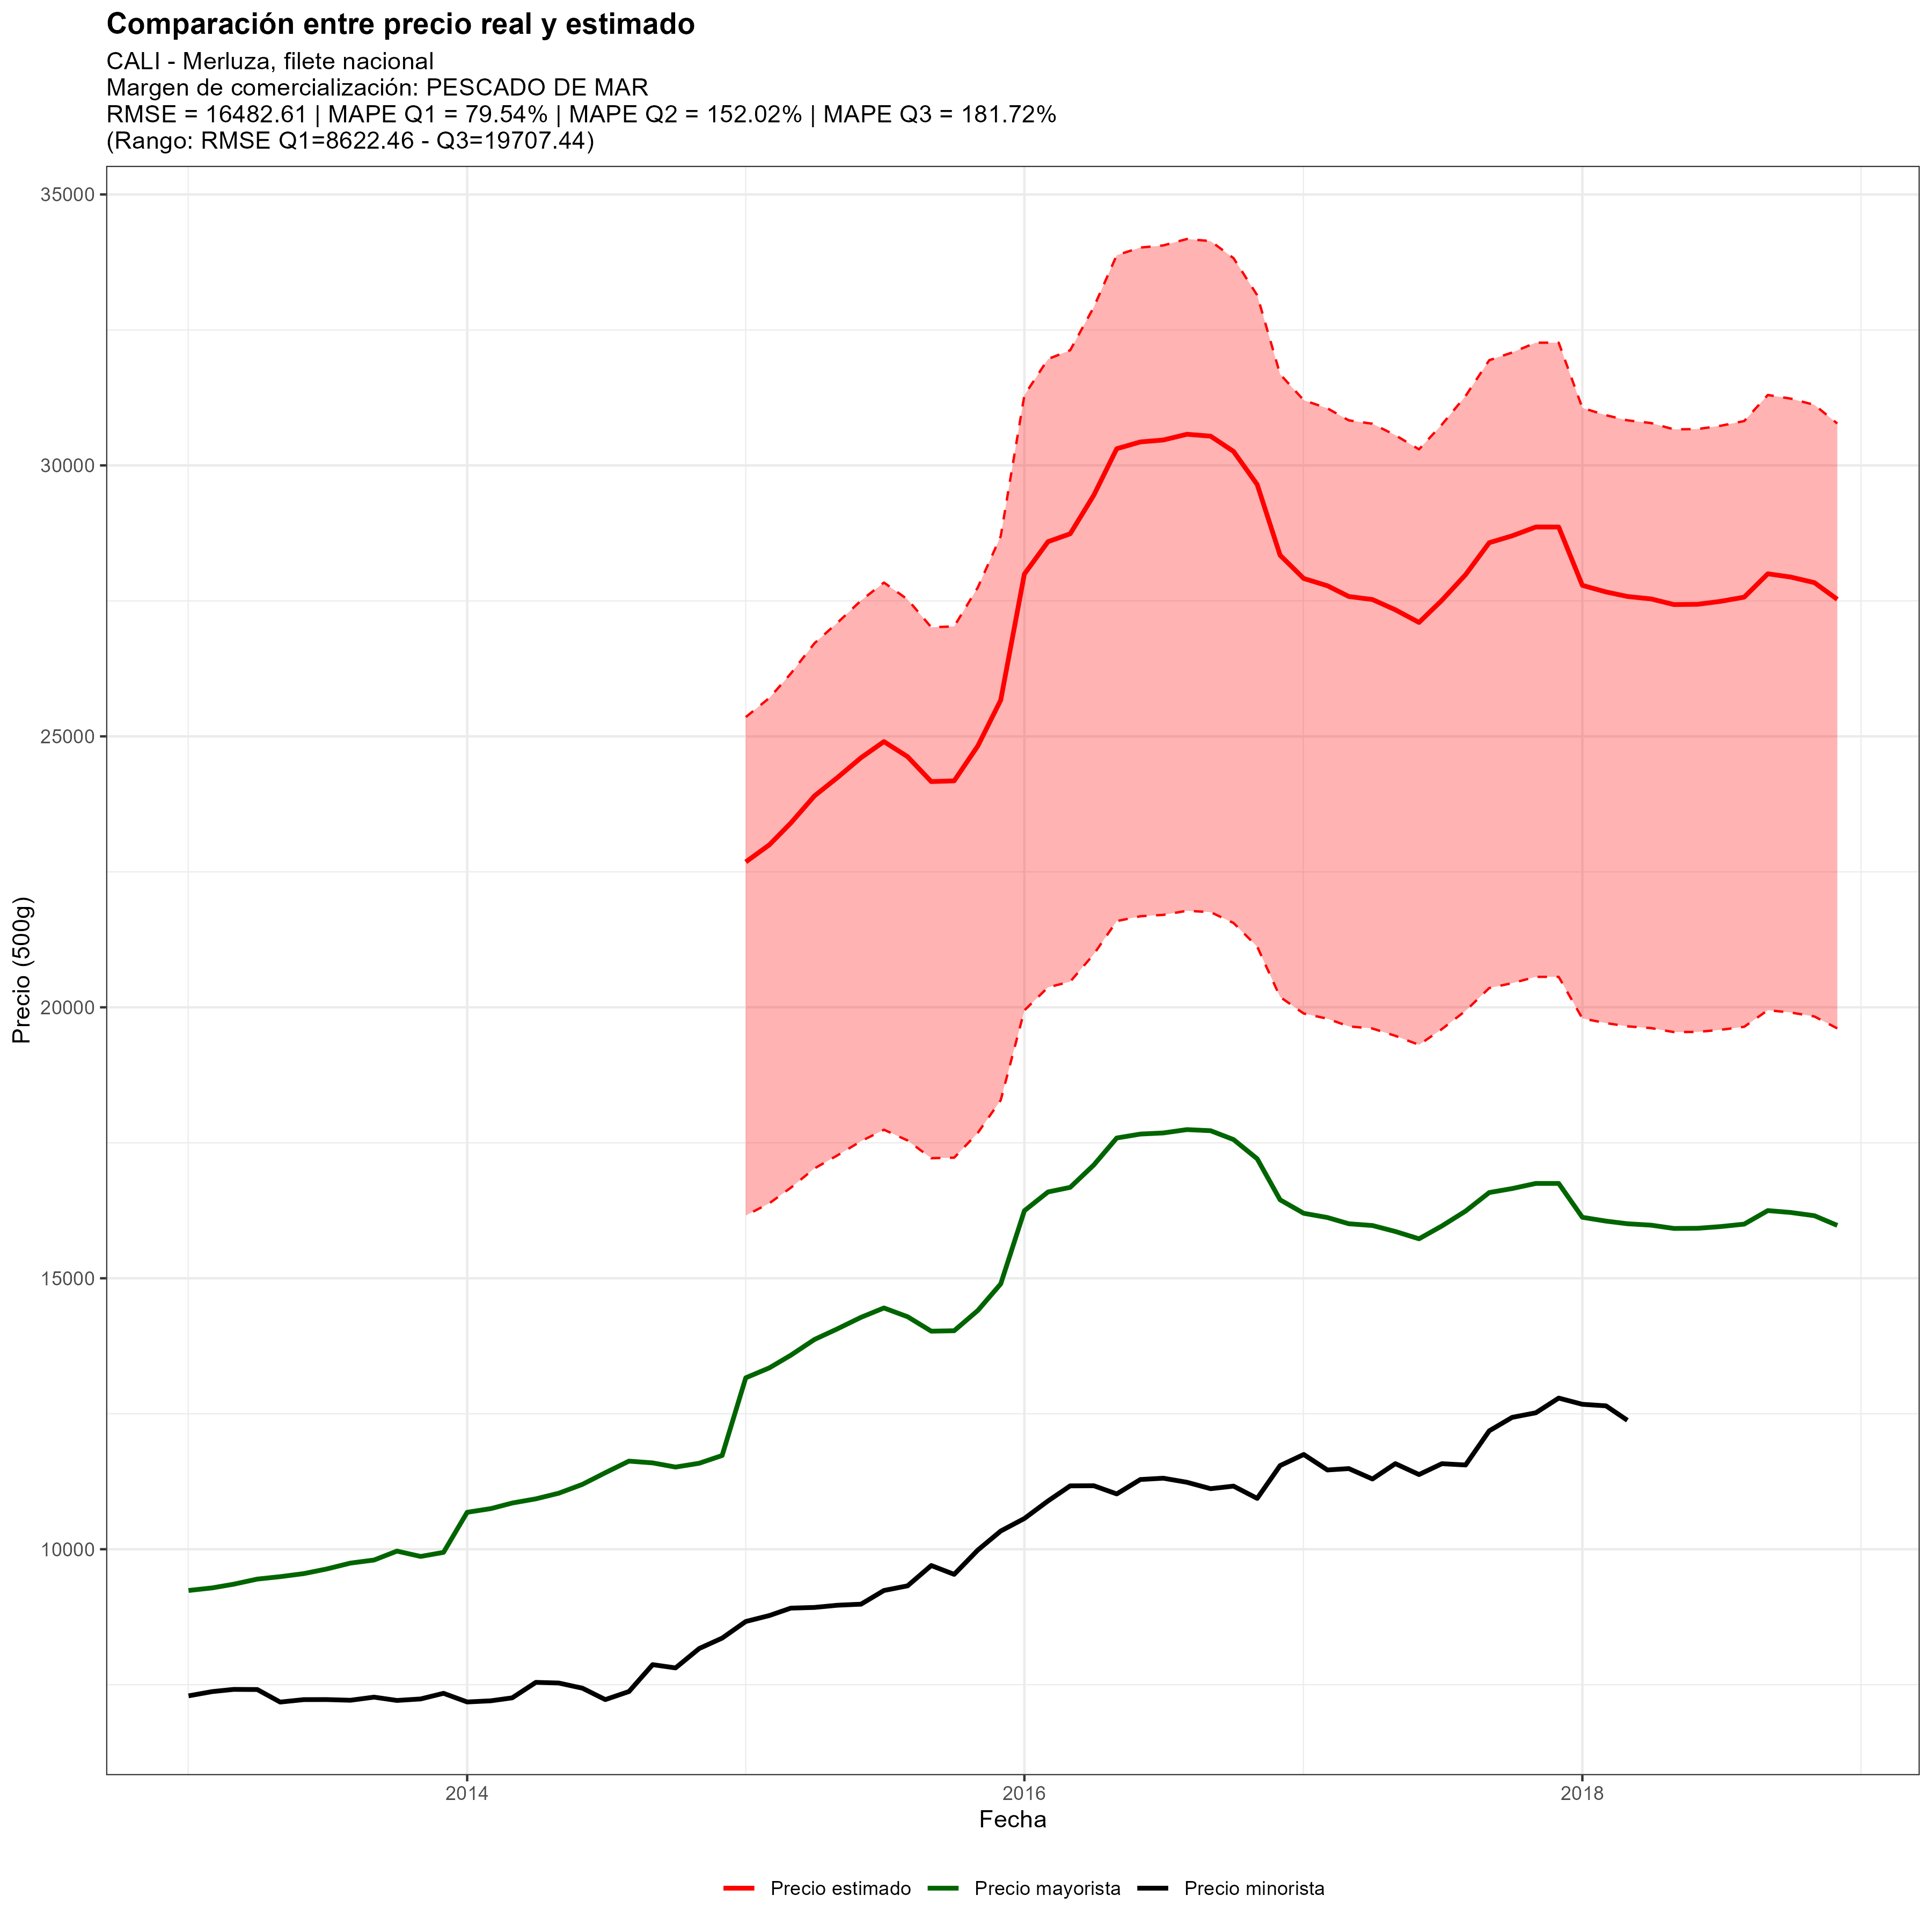 Comparación entre precio real y estimado
CALI - Merluza, filete nacional
Margen de comercialización: PESCADO DE MAR
RMSE = 16482.61 | MAPE Q1 = 79.54% | MAPE Q2 = 152.02% | MAPE Q3 = 181.72%
(Rango: RMSE Q1=8622.46 - Q3=19707.44)
35000
30000
25000
20000
15000
10000
Precio (500g)
2014
2016
2018
Fecha
Precio estimado
Precio mayorista
Precio minorista